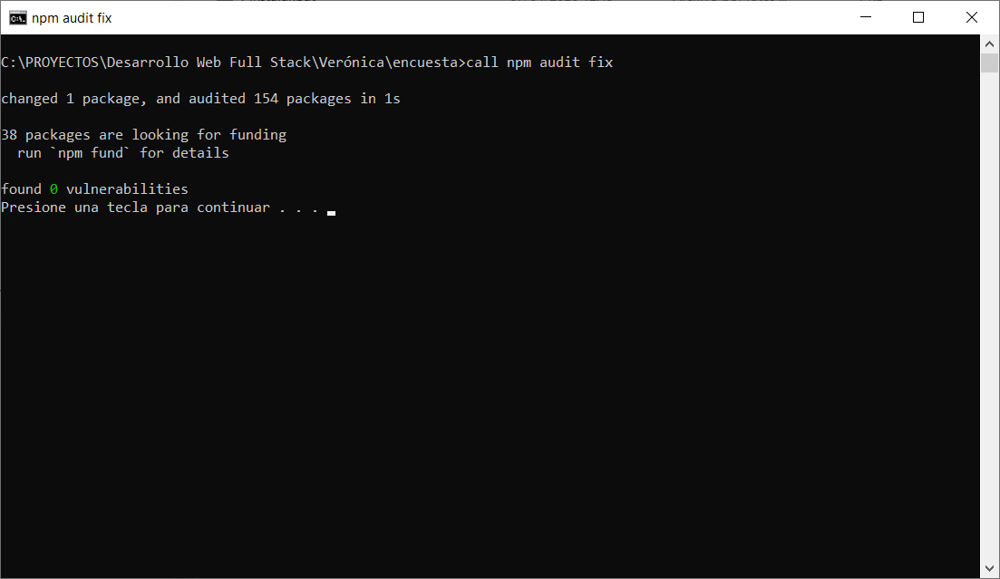 npm audit fix
C:\PROYECTOS\Desarrollo Web Full Stack\Verónica\encuesta>call npm audit fix
changed 1 package, and audited 154 packages in 1s
38 packages are looking for funding
  run `npm fund` for details
found 0 vulnerabilities
Presione una tecla para continuar . . .